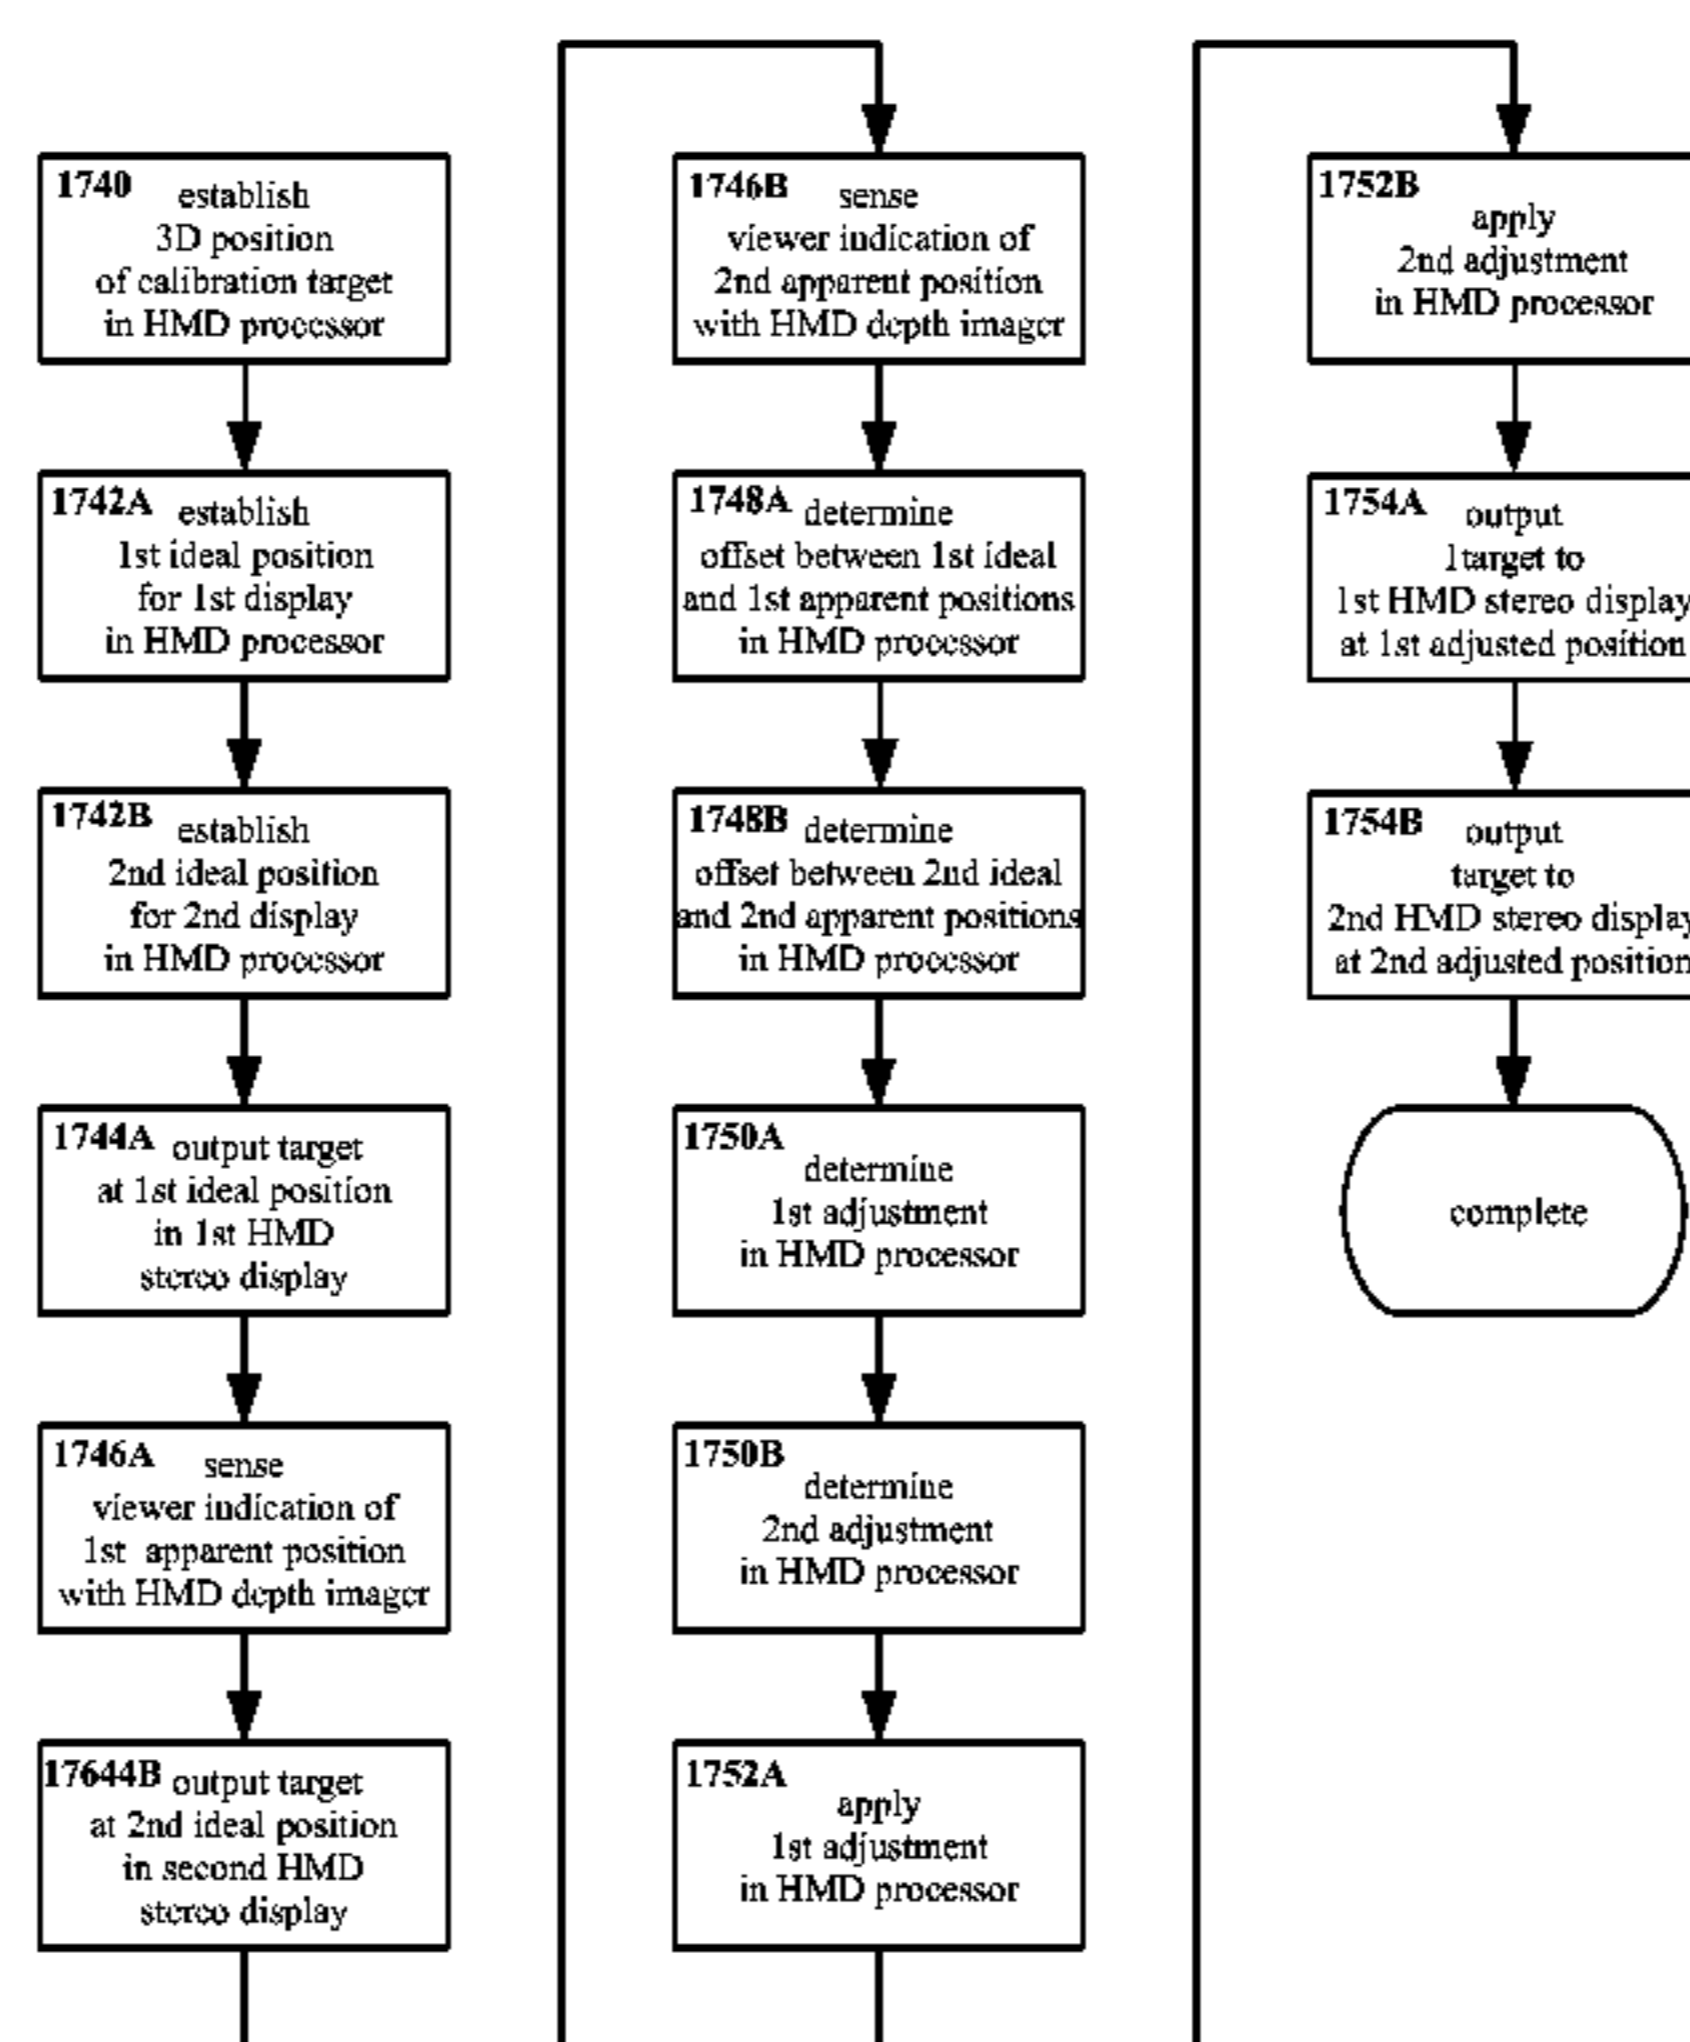 1740 establish
3D position
of calibration target
in HMD processor
1742A establish
1st ideal position
for 1st display
in HMD processor
1742B establish
2nd ideal position
for 2nd display
in HMD processor
1744A output target
at 1st ideal position
in 1st HMD
stereo display
1746A sense
viewer indication of
1st apparent position
with HMD depth imager
17644B output target
at 2nd ideal position
in second HMD
stereo display
1746B sense
viewer indication of
2nd apparent position
with HMD depth imager
1748A determine
offset between 1st ideal
and 1st apparent positions
in HMD processor
1748B determine
offset between 2nd ideal
and 2nd apparent positions
in HMD processor
1750A
determine
1st adjustment
in HMD processor
1750B
determine
2nd adjustment
in HMD processor
1752A
apply
1st adjustment
in HMD processor
1752B
apply
2nd adjustment
in HMD processor
1754A output
1target to
1st HMD stereo display
at 1st adjusted position
1754B output
target to
2nd HMD stereo display
at 2nd adjusted position
complete